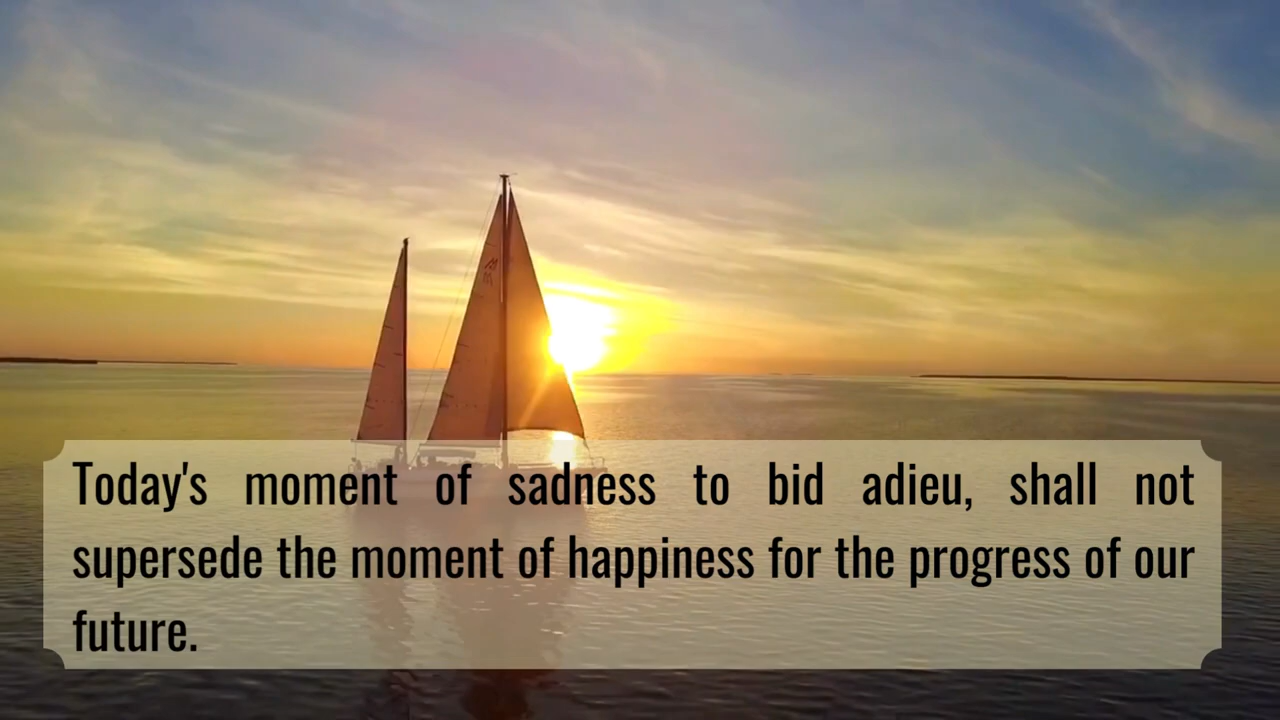 Today's moment of sadness to bid adieu, shall not
supersede the moment of happiness for the progress of our
future.